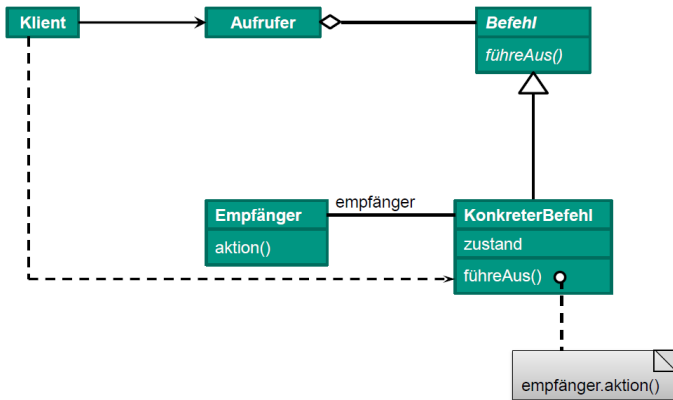 Klient
Aufrufer
Befehl
führeAus()
Empfänger
aktion()
empfänger
KonkreterBefehl
zustand
führeAus()
empfänger.aktion()